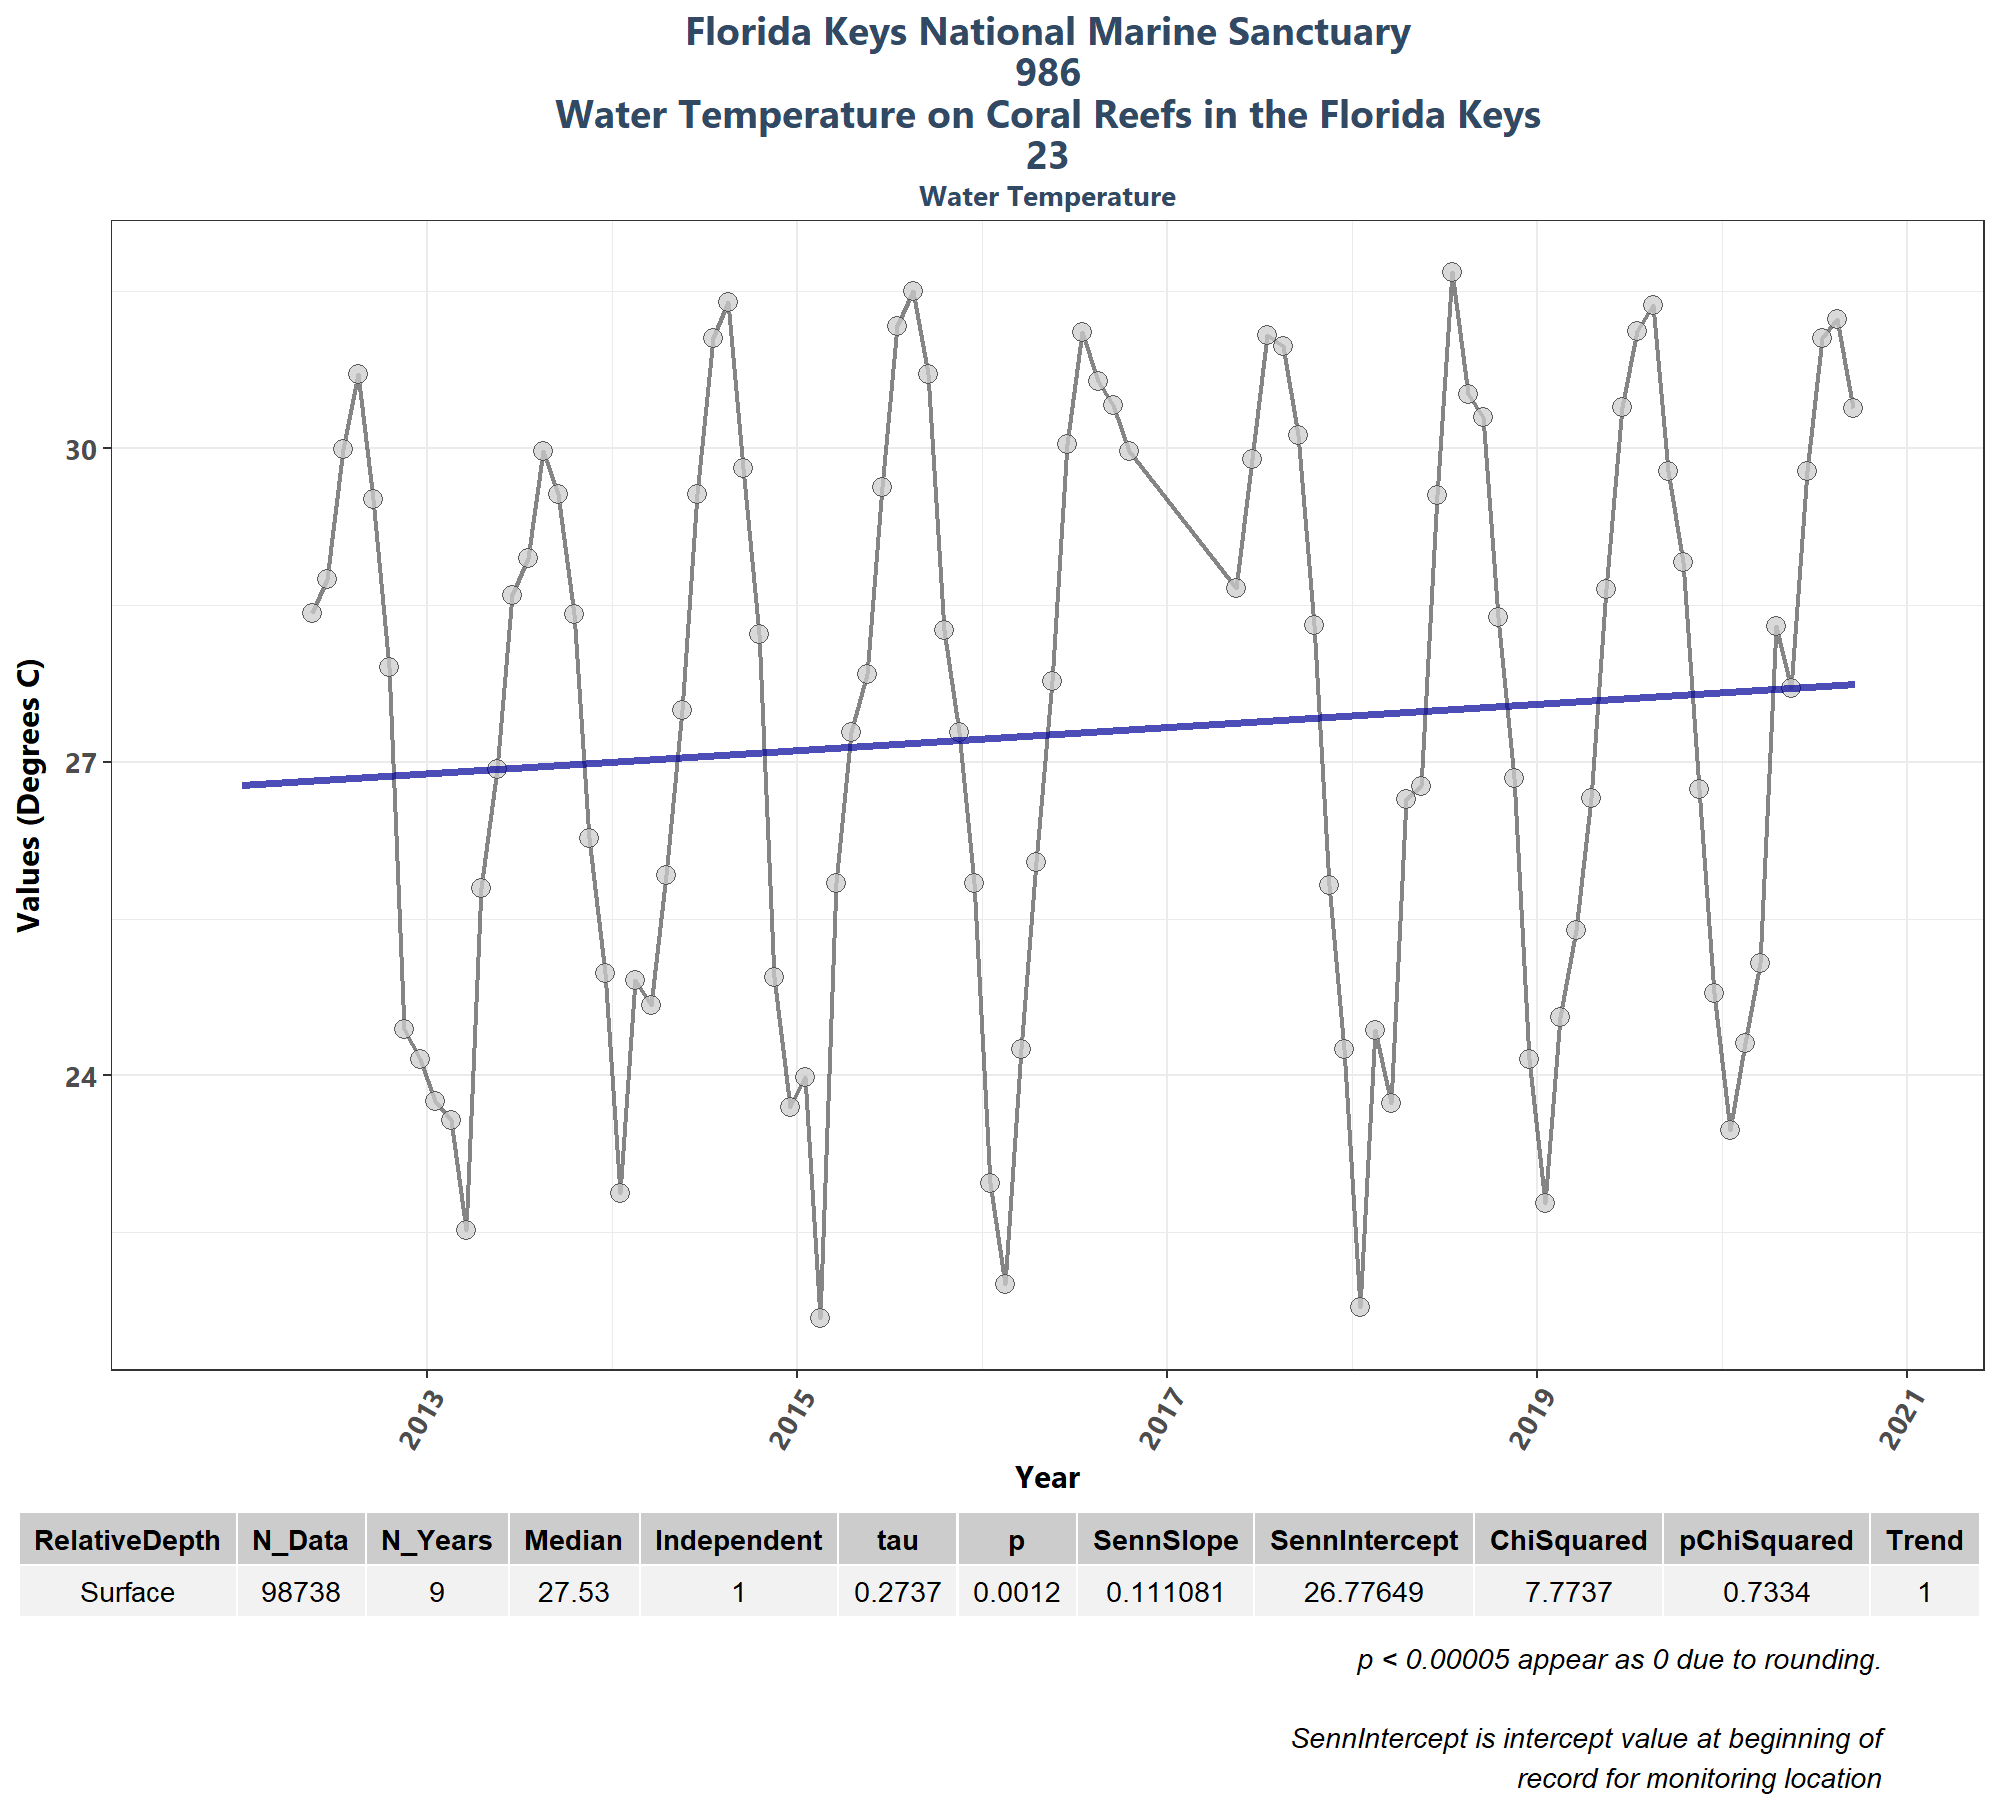 Florida Keys National Marine Sanctuary
986
Water Temperature on Coral Reefs in the Florida Keys
23
Water Temperature
Values (Degrees C)
30
27
24
2013
2015
2017
2019
2021
Year
RelativeDepth N_Data N_Years Median Independent tau p SennSlope SennIntercept ChiSquared pChiSquared Trend
Surface 98738 9 27.53 1 0.2737 0.0012 0.111081 26.77649 7.7737 0.7334 1
p < 0.00005 appear as 0 due to rounding.
SennIntercept is intercept value at beginning of
record for monitoring location